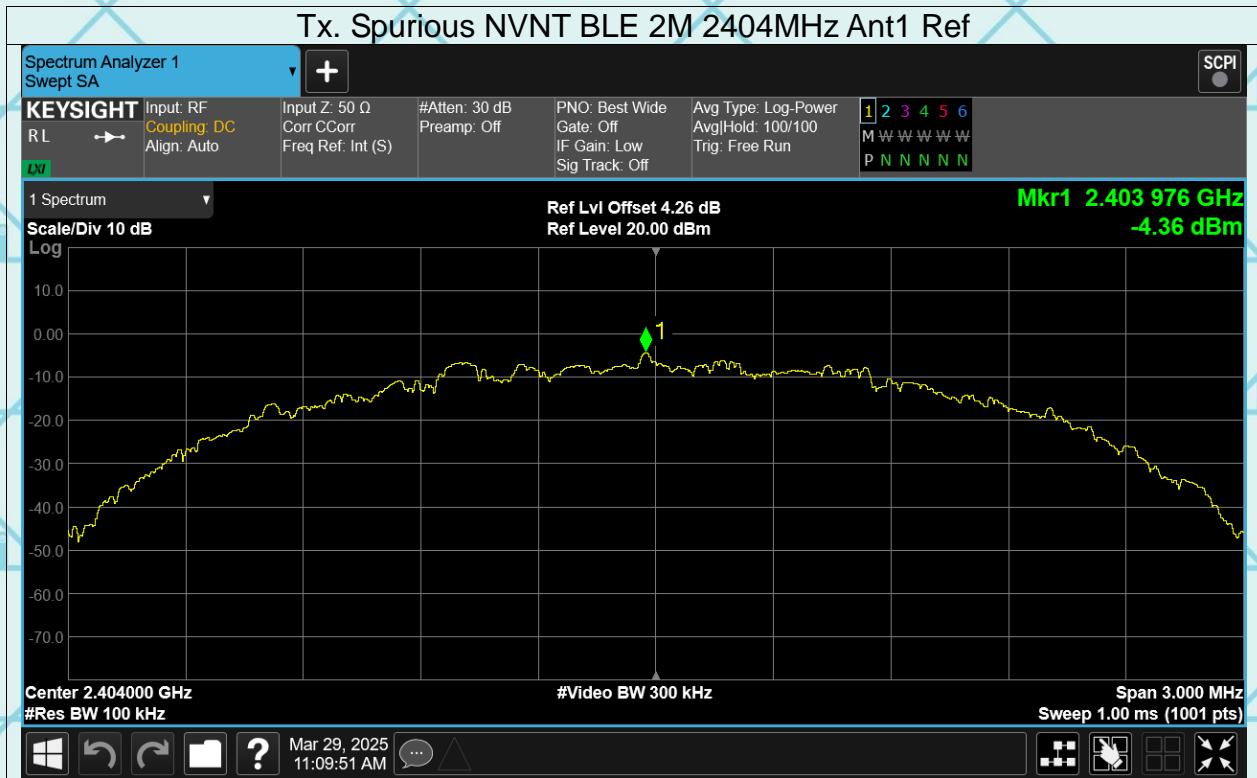 Tx. Spurious NVNT BLE 2M 2404MHz Ant1 Ref
Spectrum Analyzer 1
Swept SA
SCPI
KEYSIGHT
RL
LXI
Input: RF
Coupling: DC
Align: Auto
Input Z: 50 Ω
Corr CCorr
Freq Ref: Int (S)
#Atten: 30 dB
Preamp: Off
PNO: Best Wide
Gate: Off
IF Gain: Low
Sig Track: Off
Avg Type: Log-Power
Avg|Hold: 100/100
Trig: Free Run
1 2 3 4 5 6
M W W W W W
P N N N N N
1 Spectrum
Scale/Div 10 dB
Ref Lvl Offset 4.26 dB
Ref Level 20.00 dBm
Mkr1 2.403 976 GHz
-4.36 dBm
Log
10.0
0.00
-10.0
-20.0
-30.0
-40.0
-50.0
-60.0
-70.0
1
Center 2.404000 GHz
#Res BW 100 kHz
#Video BW 300 kHz
Span 3.000 MHz
Sweep 1.00 ms (1001 pts)
?
Mar 29, 2025
11:09:51 AM